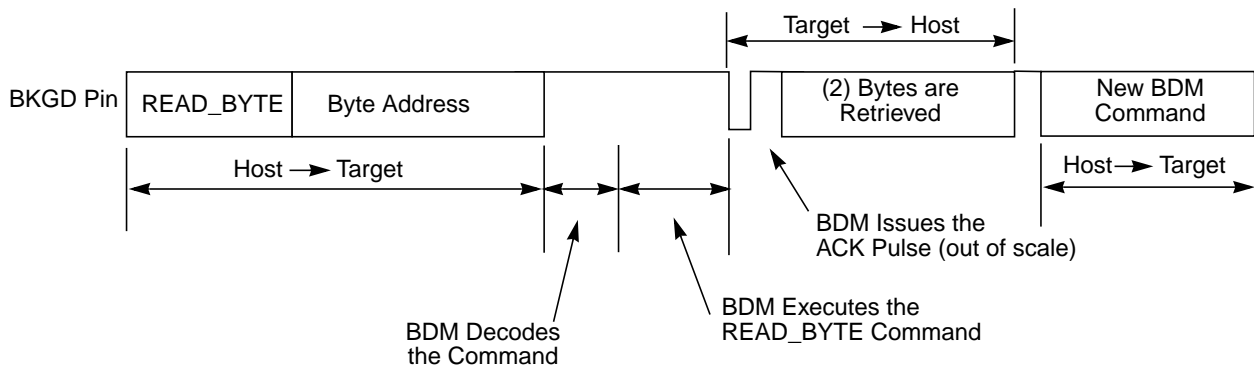 Target → Host
BKGD Pin
READ_BYTE
Byte Address
(2) Bytes are
Retrieved
New BDM
Command
Host → Target
Host → Target
BDM Issues the
ACK Pulse (out of scale)
BDM Decodes
the Command
BDM Executes the
READ_BYTE Command